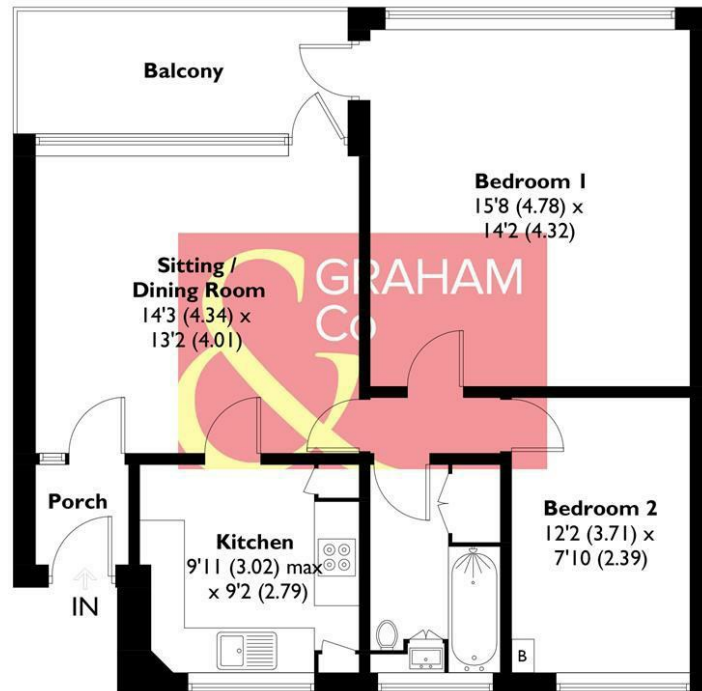 Balcony
Bedroom 1
15'8 (4.78) x
14'2 (4.32)
Sitting /
Dining Room
14'3 (4.34) x
13'2 (4.01)
& GRAHAM
Co
Porch
IN
Kitchen
9'11 (3.02) max
x 9'2 (2.79)
Bedroom 2
12'2 (3.71) x
7'10 (2.39)
B